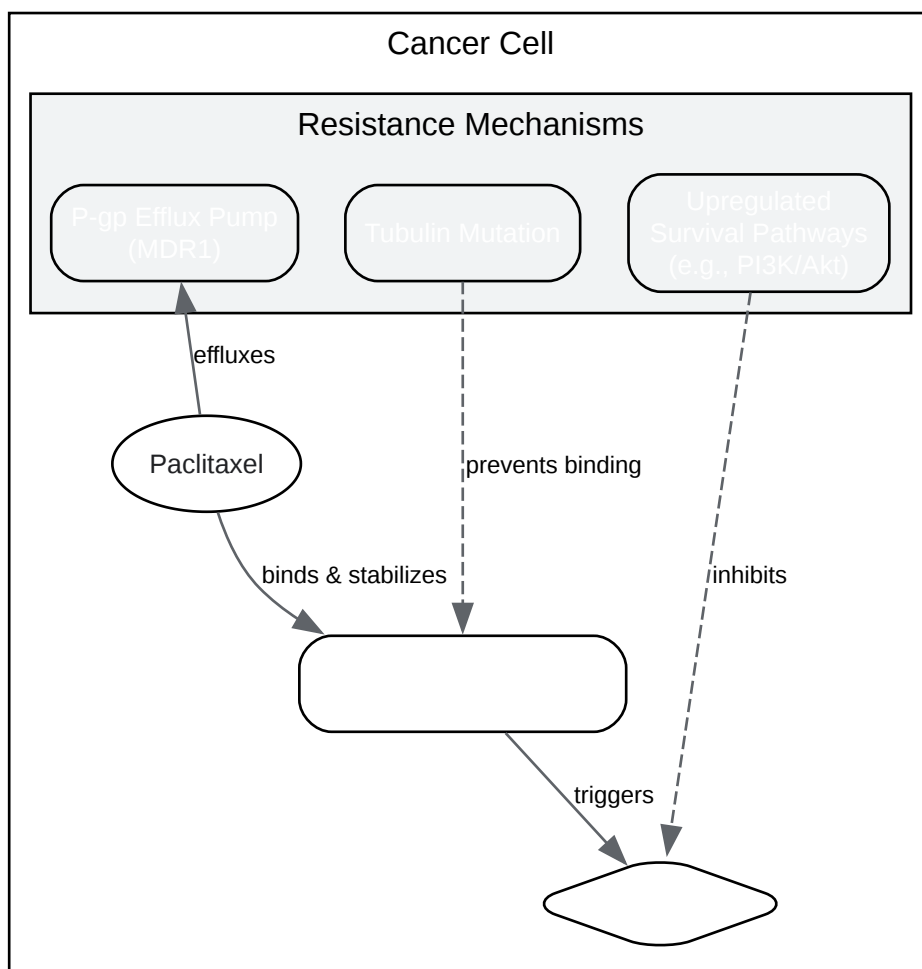 Cancer Cell
Resistance Mechanisms
P-gp Efflux Pump
(MDR1)
Tubulin Mutation
Upregulated
Survival Pathways
(e.g., PI3K/Akt)
effluxes
Paclitaxel
prevents binding
binds & stabilizes
inhibits
triggers